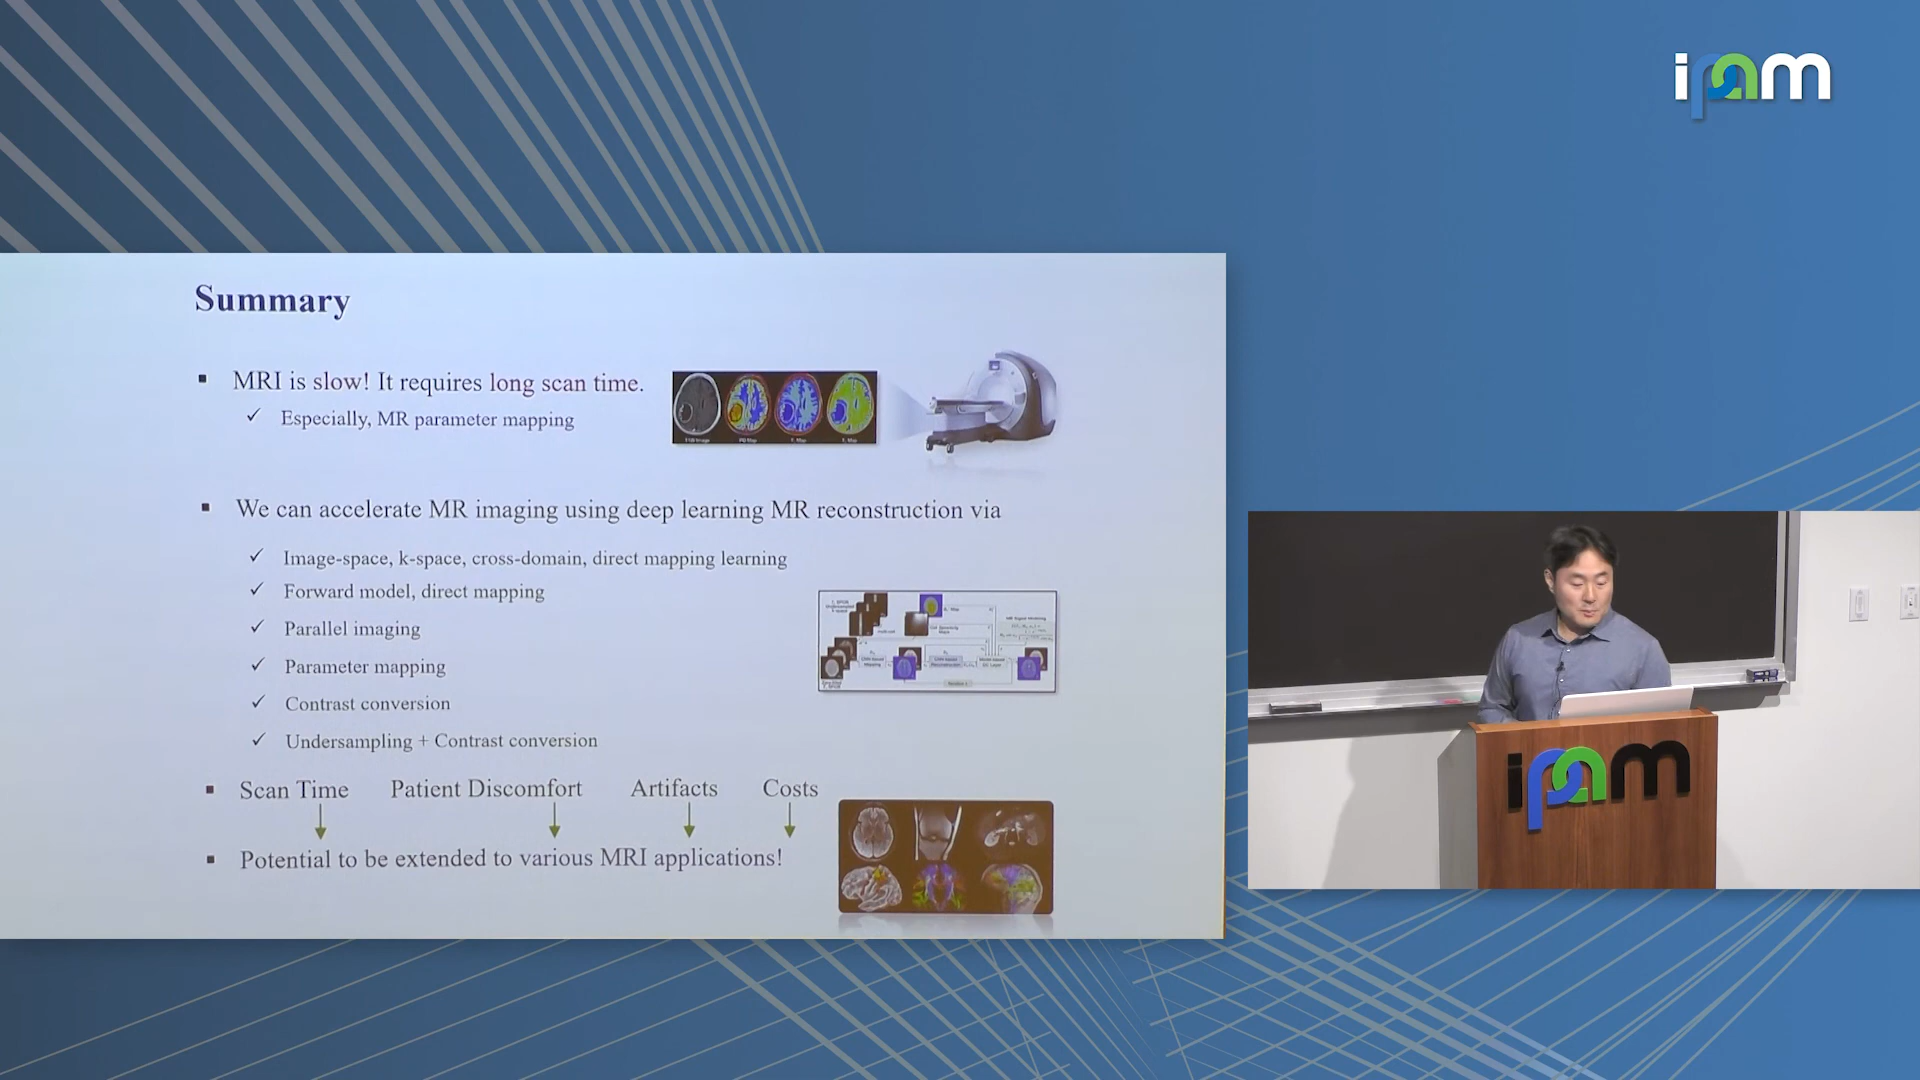 ipam
Summary
▪ MRI is slow! It requires long scan time.
✓ Especially, MR parameter mapping
▪ We can accelerate MR imaging using deep learning MR reconstruction via
✓ Image-space, k-space, cross-domain, direct mapping learning
✓ Forward model, direct mapping
✓ Parallel imaging
✓ Parameter mapping
✓ Contrast conversion
✓ Undersampling + Contrast conversion
▪ Scan Time Patient Discomfort Artifacts Costs
▪ Potential to be extended to various MRI applications!
ipam